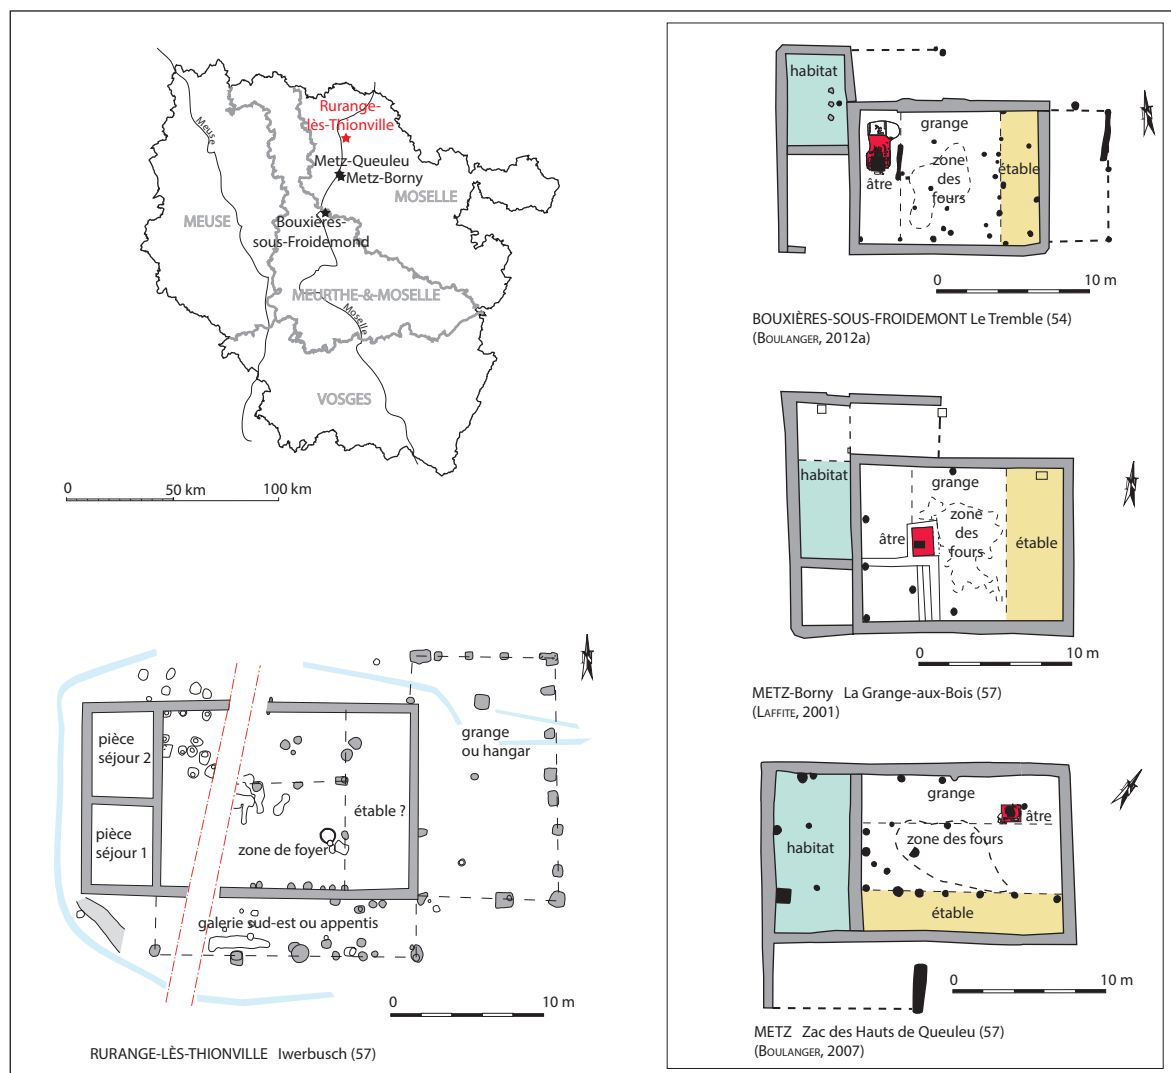 Rurange-
lès-Thionville
Meuse
Metz-Queuleu
Metz-Borny
MOSELLE
MEUSE
Bouxières-
sous-Froidemond
MEURTHE-&-MOSELLE
Moselle
VOSGES
0 50 km 100 km
pièce
séjour 2
pièce
séjour 1
zone de foyer
étable ?
grange
ou hangar
galerie sud-est ou appentis
0 10 m
RURANGE-LÈS-THIONVILLE Iwerbusch (57)
habitat
grange
zone
des
fours
étable
âtre
0 10 m
BOUXIÈRES-SOUS-FROIDEMONT Le Tremble (54)
(BOULANGER, 2012a)
habitat
grange
zone
des
fours
âtre
étable
0 10 m
METZ-Borny La Grange-aux-Bois (57)
(LAFFITE, 2001)
grange
âtre
zone des fours
habitat
étable
0 10 m
METZ Zac des Hauts de Queuleu (57)
(BOULANGER, 2007)